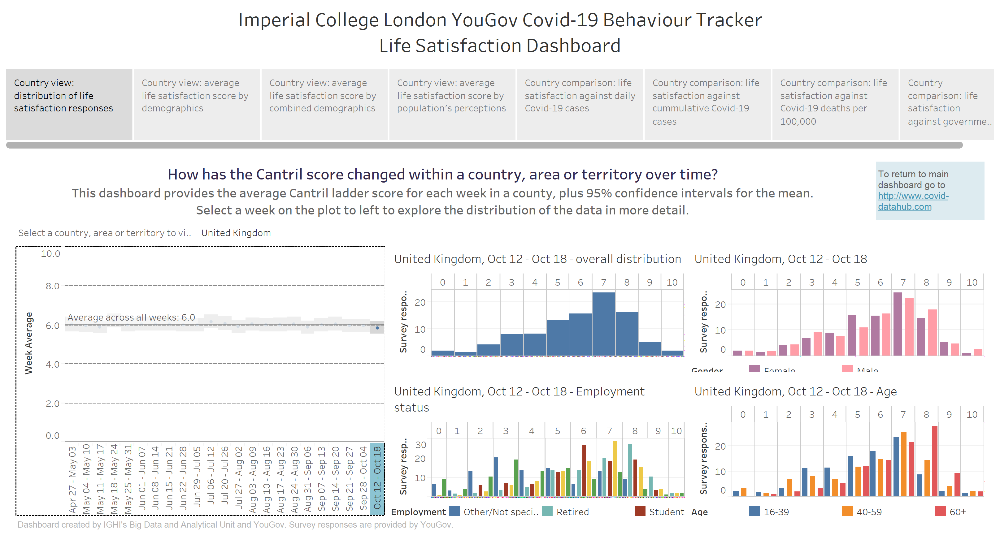 Imperial College London YouGov Covid-19 Behaviour Tracker
Life Satisfaction Dashboard
Country view:
distribution of life
satisfaction responses
Country view: average
life satisfaction score by
demographics
Country view: average
life satisfaction score by
combined demographics
Country view: average
life satisfaction score by
population's perceptions
Country comparison: life
satisfaction against daily
Covid-19 cases
Country comparison: life
satisfaction against
cummulative Covid-19
cases
Country comparison: life
satisfaction against
Covid-19 deaths per
100,000
Country
comparison: life
satisfaction
against governme..
How has the Cantril score changed within a country, area or territory over time?
This dashboard provides the average Cantril ladder score for each week in a county, plus 95% confidence intervals for the mean.
Select a week on the plot to left to explore the distribution of the data in more detail.
To return to main
dashboard go to
http://www.covid-
datahub.com
Select a country, area or territory to vi.. United Kingdom
Week Average
10.0
8.0
6.0
4.0
2.0
0.0
Average across all weeks: 6.0
Apr 27 - May 03
May 04 - May 10
May 11 - May 17
May 18 - May 24
May 25 - May 31
Jun 01 - Jun 07
Jun 08 - Jun 14
Jun 15 - Jun 21
Jun 22 - Jun 28
Jun 29 - Jul 05
Jul 06 - Jul 12
Jul 20 - Jul 26
Jul 27 - Aug 02
Aug 03 - Aug 09
Aug 10 - Aug 16
Aug 17 - Aug 23
Aug 24 - Aug 30
Aug 31 - Sep 06
Sep 07 - Sep 13
Sep 14 - Sep 20
Sep 21 - Sep 27
Sep 28 - Oct 04
Oct 12 - Oct 18
United Kingdom, Oct 12 - Oct 18 - overall distribution
0 1 2 3 4 5 6 7 8 9 10
Survey respo..
20
10
0
United Kingdom, Oct 12 - Oct 18
0 1 2 3 4 5 6 7 8 9 10
Survey respo..
20
10
0
Gender Female Male
United Kingdom, Oct 12 - Oct 18 - Employment
status
0 1 2 3 4 5 6 7 8 9 10
Survey resp..
30
20
10
Employment Other/Not speci.. Retired Student
United Kingdom, Oct 12 - Oct 18 - Age
0 1 2 3 4 5 6 7 8 9 10
Survey respons..
20
10
0
Age 16-39 40-59 60+
Dashboard created by IGHI's Big Data and Analytical Unit and YouGov. Survey responses are provided by YouGov.